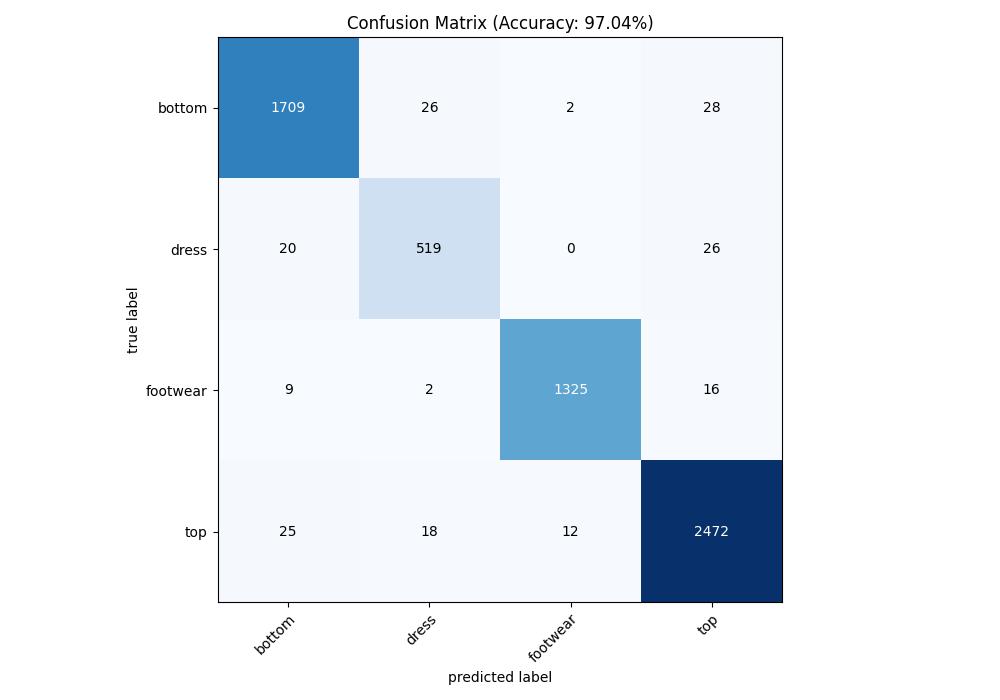 Confusion Matrix (Accuracy: 97.04%)
bottom 1709 26 2 28
dress 20 519 0 26
true label
footwear 9 2 1325 16
top 25 18 12 2472
bottom dress footwear top
predicted label